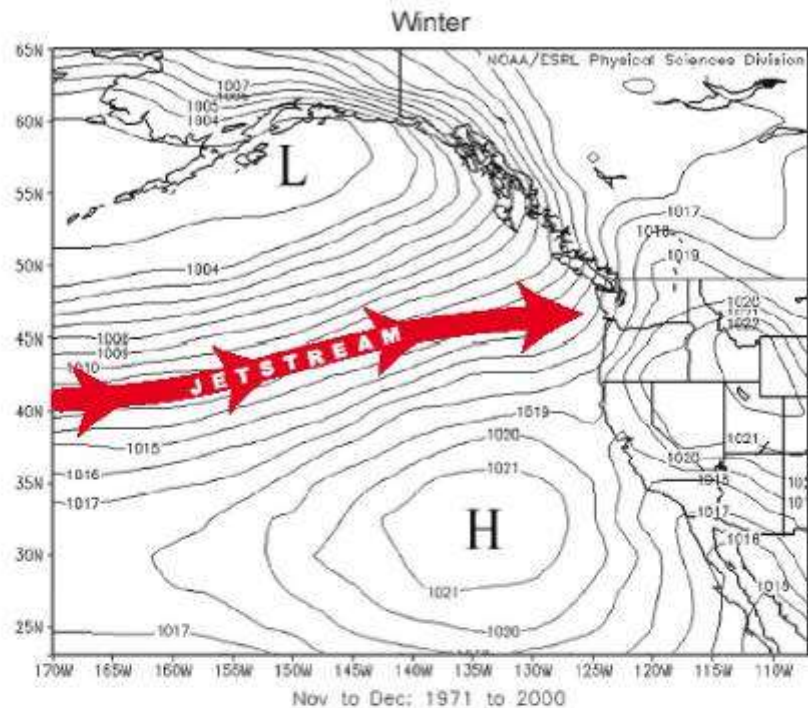 Winter
65N
NOAA/ESRL Physical Sciences Division
1007
1006
1005
1004
60N
L
55N
1017
1018
1019
50N
1004
1020
1021
1022
1008
45N
1009
1010
JETSTREAM
40N
1019
1015
1020
1021
1016
1021
1020
35N
1017
1017
H
1016
30N
1021
25N
1017
1020
170W 165W 160W 155W 150W 145W 140W 135W 130W 125W 120W 115W 110W
Nov to Dec: 1971 to 2000